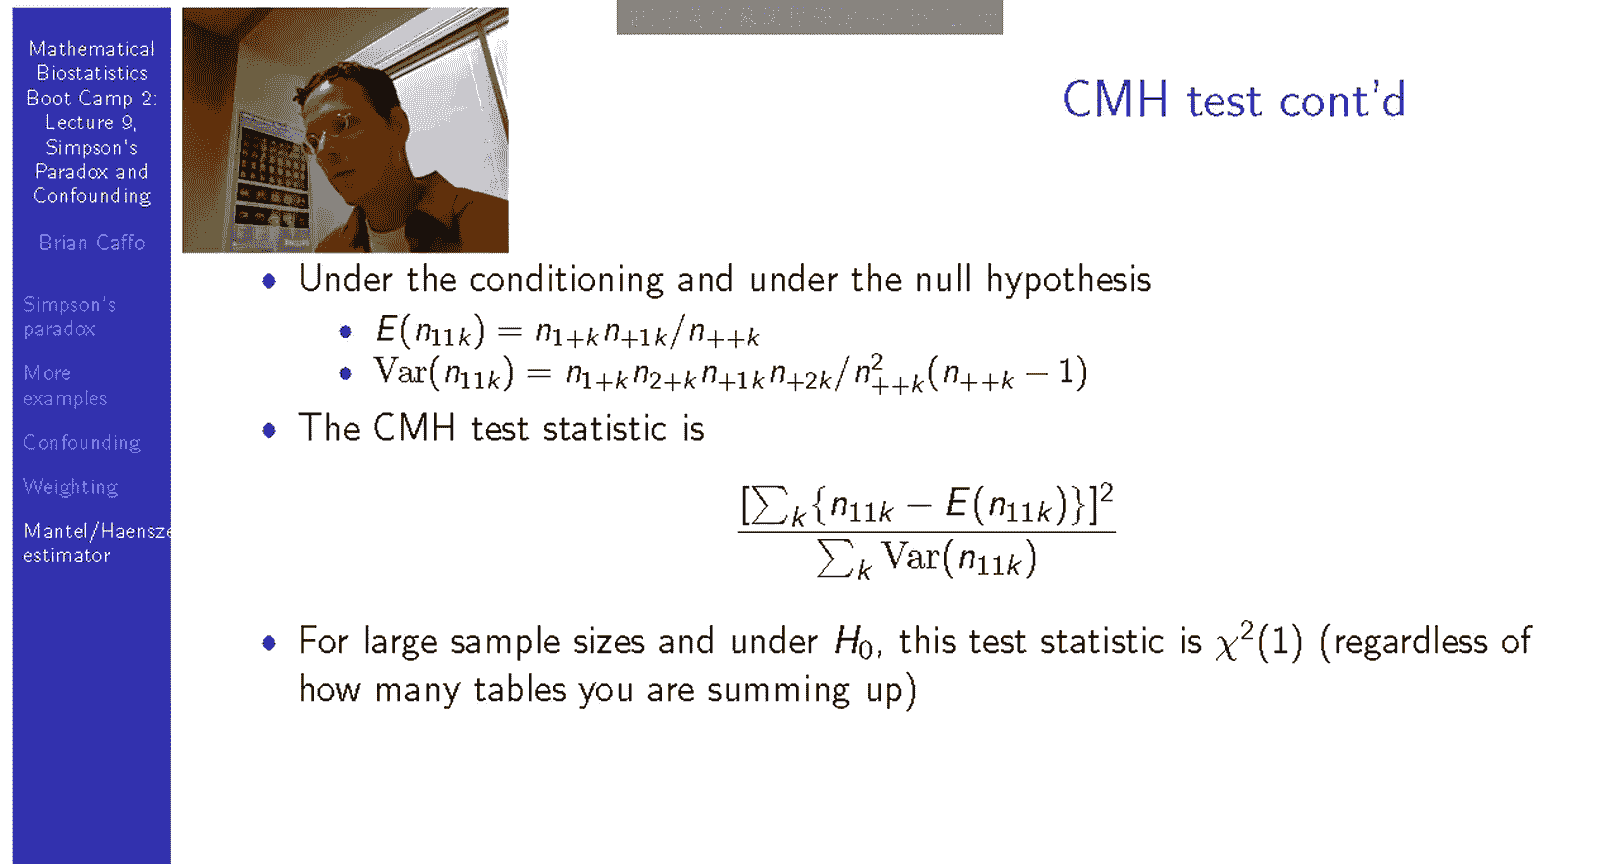 Mathematical
Biostatistics
Boot Camp 2:
Lecture 9,
Simpson's
Paradox and
Confounding
Brian Caffo
Simpson's
paradox
More
examples
Confounding
Weighting
Mantel/Haensze
estimator
CMH test cont'd
• Under the conditioning and under the null hypothesis
• E(n₁₁ₖ) = n₁₊ₖn₊₁ₖ/n₊₊ₖ
• Var(n₁₁ₖ) = n₁₊ₖn₂₊ₖn₊₁ₖn₊₂ₖ/n²₊₊ₖ(n₊₊ₖ − 1)
• The CMH test statistic is
[∑ₖ{n₁₁ₖ − E(n₁₁ₖ)}]²
∑ₖ Var(n₁₁ₖ)
• For large sample sizes and under H₀, this test statistic is χ²(1) (regardless of
how many tables you are summing up)